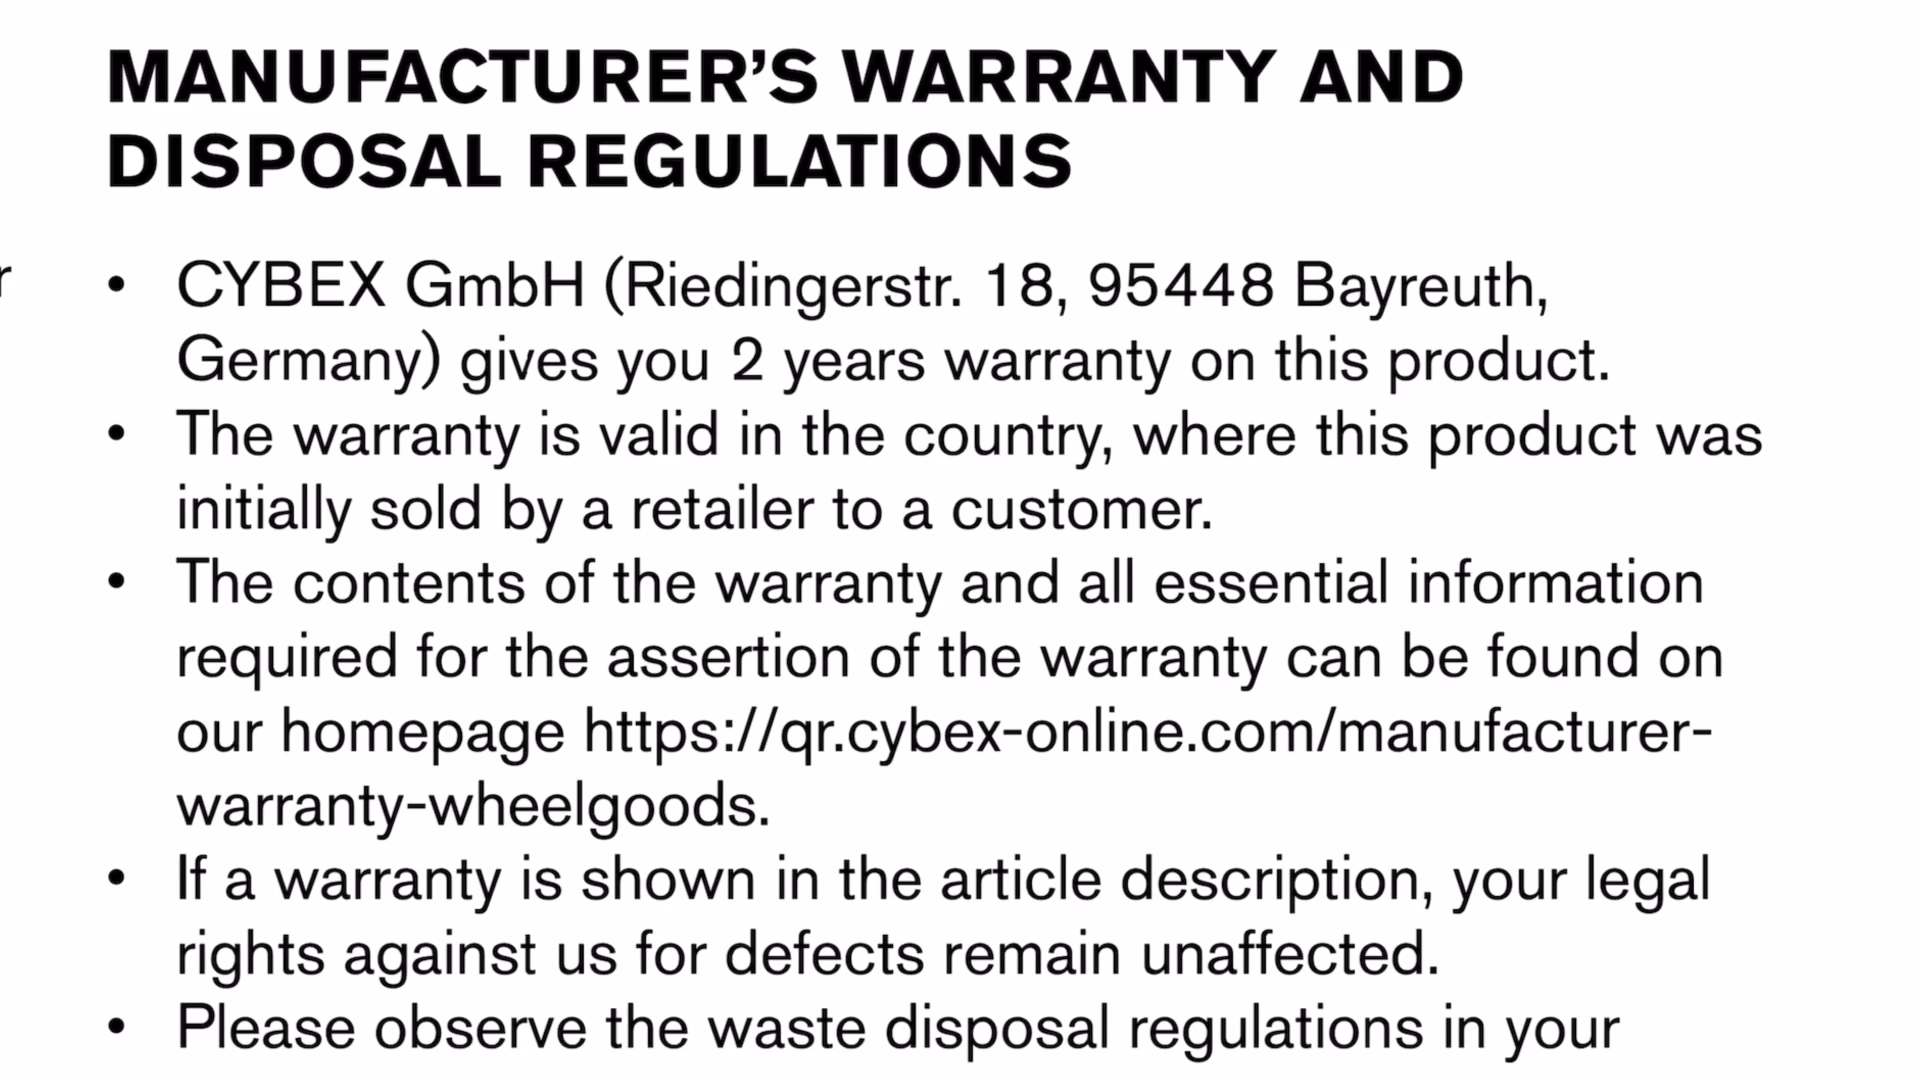 MANUFACTURER’S WARRANTY AND
DISPOSAL REGULATIONS
• CYBEX GmbH (Riedingerstr. 18, 95448 Bayreuth,
Germany) gives you 2 years warranty on this product.
• The warranty is valid in the country, where this product was
initially sold by a retailer to a customer.
• The contents of the warranty and all essential information
required for the assertion of the warranty can be found on
our homepage https://qr.cybex-online.com/manufacturer-
warranty-wheelgoods.
• If a warranty is shown in the article description, your legal
rights against us for defects remain unaffected.
• Please observe the waste disposal regulations in your